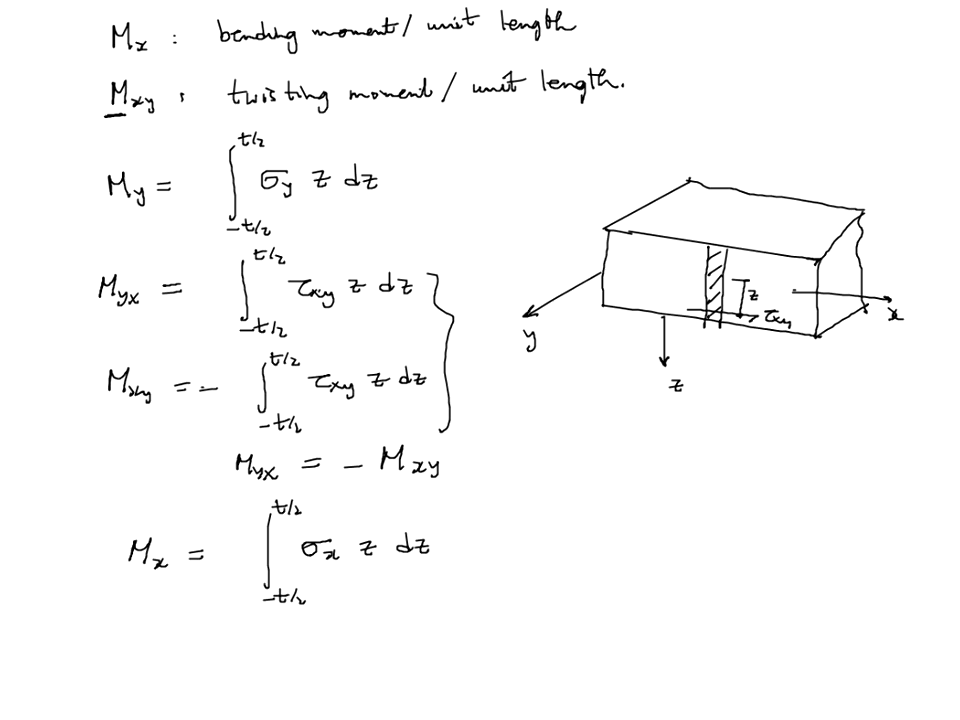 Mx : bending moment / unit length
Mxy : twisting moment / unit length.
My = ∫_{-t/2}^{t/2} σy z dz
Myx = ∫_{-t/2}^{t/2} τxy z dz
Mxy = - ∫_{-t/2}^{t/2} τxy z dz
Myx = - Mxy
Mx = ∫_{-t/2}^{t/2} σx z dz
z
τxy
x
y
z